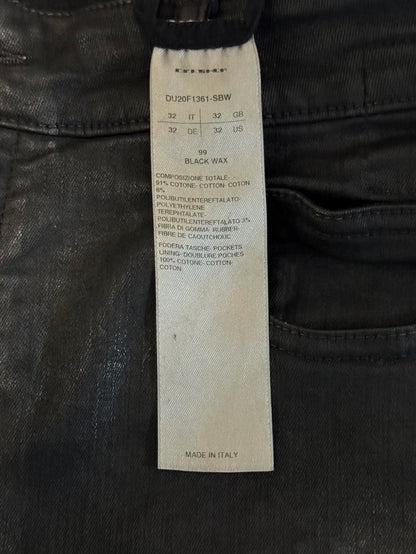 DRKSHDW
DU20F1361-SBW
32 IT 32 GB
32 DE 32 US
99
BLACK WAX
COMPOSIZIONE TOTALE- -
91% COTONE- COTTON- COTON
6%
POLIBUTILENTEREFTALATO-
POLYETHYLENE
TEREPHTALATE-
POLIBUTILENTEREFTALATO 3%
FIBRA DI GOMMA- RUBBER-
FIBRE DE CAOUTCHOUC
FODERA TASCHE- POCKETS
LINING- DOUBLURE POCHES
100% COTONE-COTTON-
COTON
MADE IN ITALY